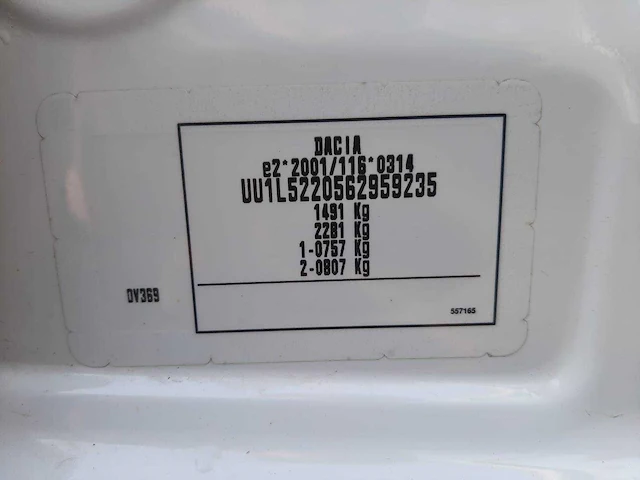 DACIA
e2*2001/116*0314
UU1L5220562959235
1491 Kg
2281 Kg
1-0757 Kg
2-0807 Kg
DV369
557165